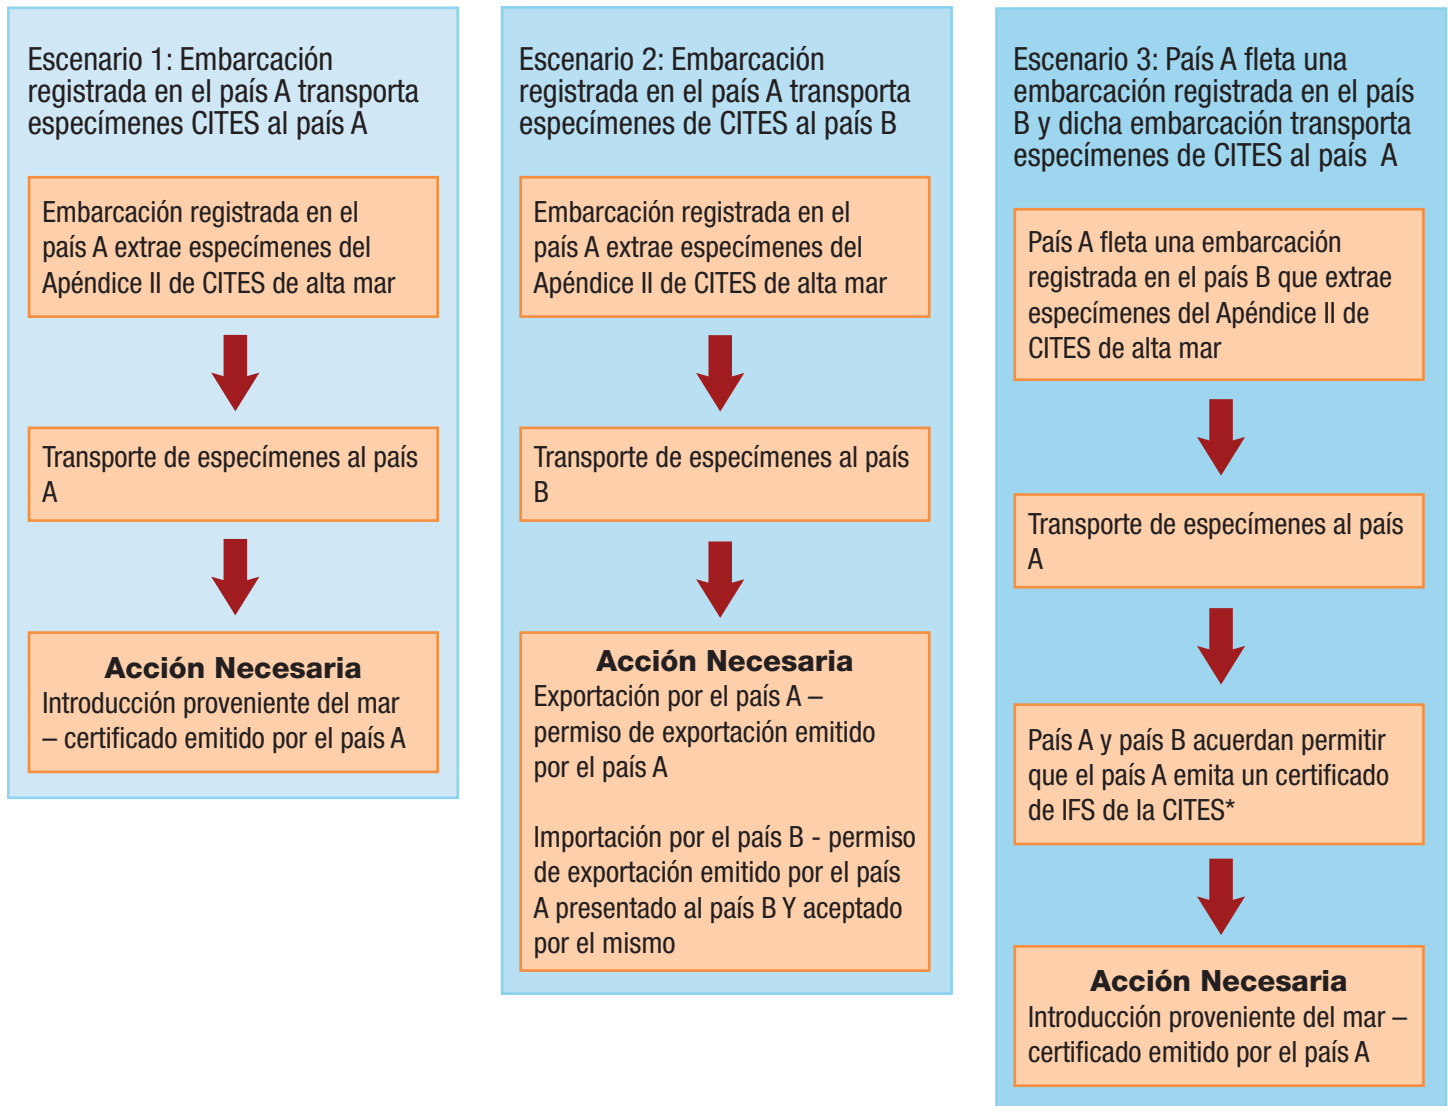 Escenario 1: Embarcación
registrada en el país A transporta
especímenes CITES al país A
Embarcación registrada en el
país A extrae especímenes del
Apéndice II de CITES de alta mar
Transporte de especímenes al país
A
Acción Necesaria
Introducción proveniente del mar
– certificado emitido por el país A
Escenario 2: Embarcación
registrada en el país A transporta
especímenes de CITES al país B
Embarcación registrada en el
país A extrae especímenes del
Apéndice II de CITES de alta mar
Transporte de especímenes al país
B
Acción Necesaria
Exportación por el país A –
permiso de exportación emitido
por el país A
Importación por el país B - permiso
de exportación emitido por el país
A presentado al país B Y aceptado
por el mismo
Escenario 3: País A fleta una
embarcación registrada en el país
B y dicha embarcación transporta
especímenes de CITES al país A
País A fleta una embarcación
registrada en el país B que extrae
especímenes del Apéndice II de
CITES de alta mar
Transporte de especímenes al país
A
País A y país B acuerdan permitir
que el país A emita un certificado
de IFS de la CITES*
Acción Necesaria
Introducción proveniente del mar –
certificado emitido por el país A